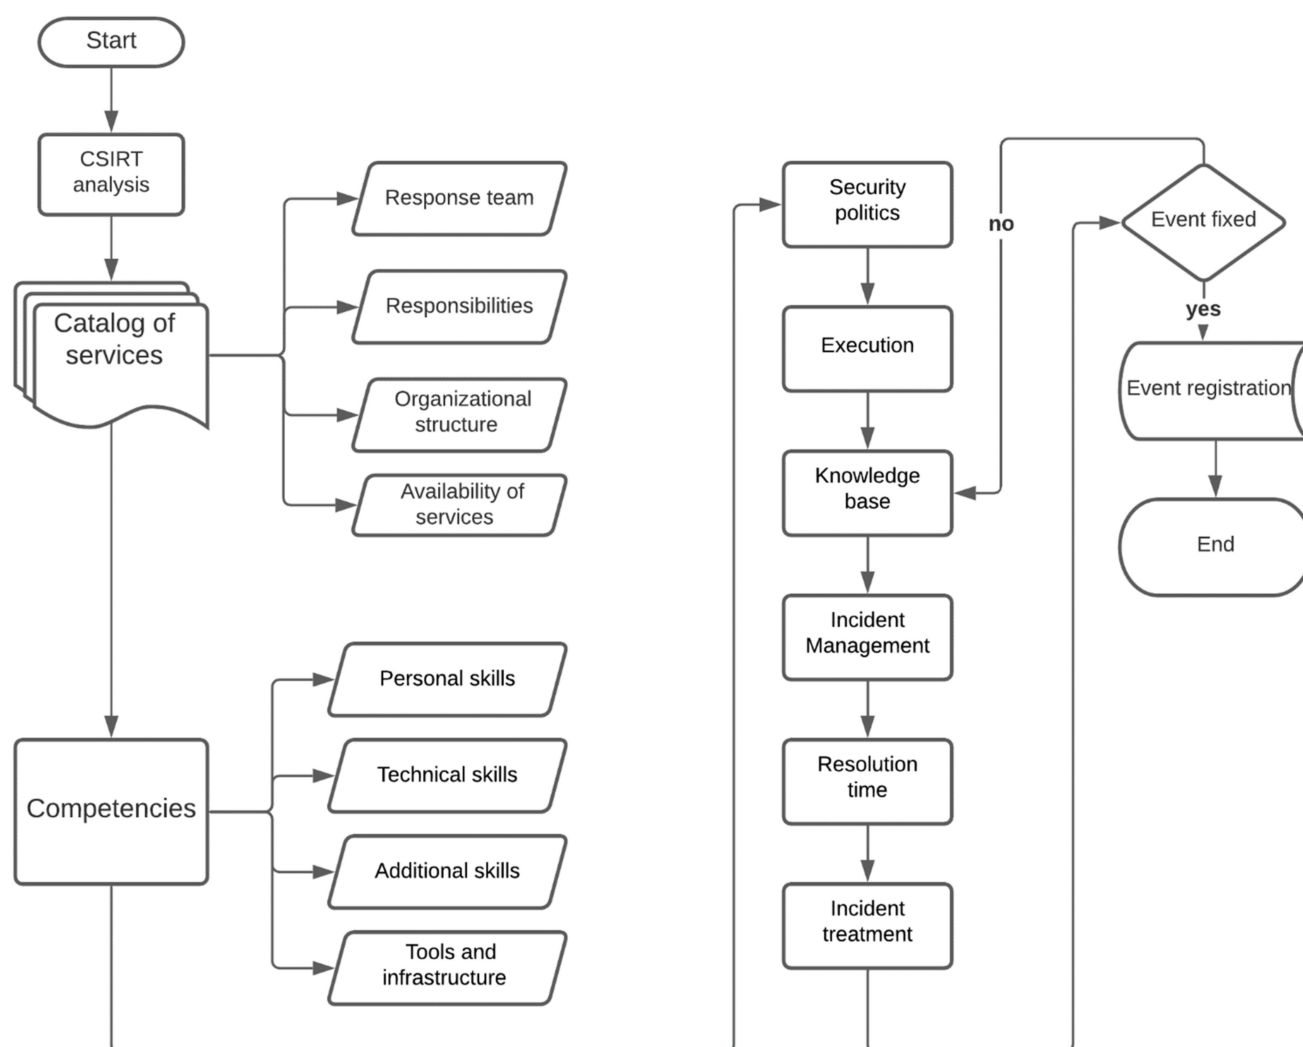 Start
CSIRT
analysis
Catalog of
services
Response team
Responsibilities
Organizational
structure
Availability of
services
Competencies
Personal skills
Technical skills
Additional skills
Tools and
infrastructure
Security
politics
Execution
Knowledge
base
Incident
Management
Resolution
time
Incident
treatment
no
Event fixed
yes
Event registration
End